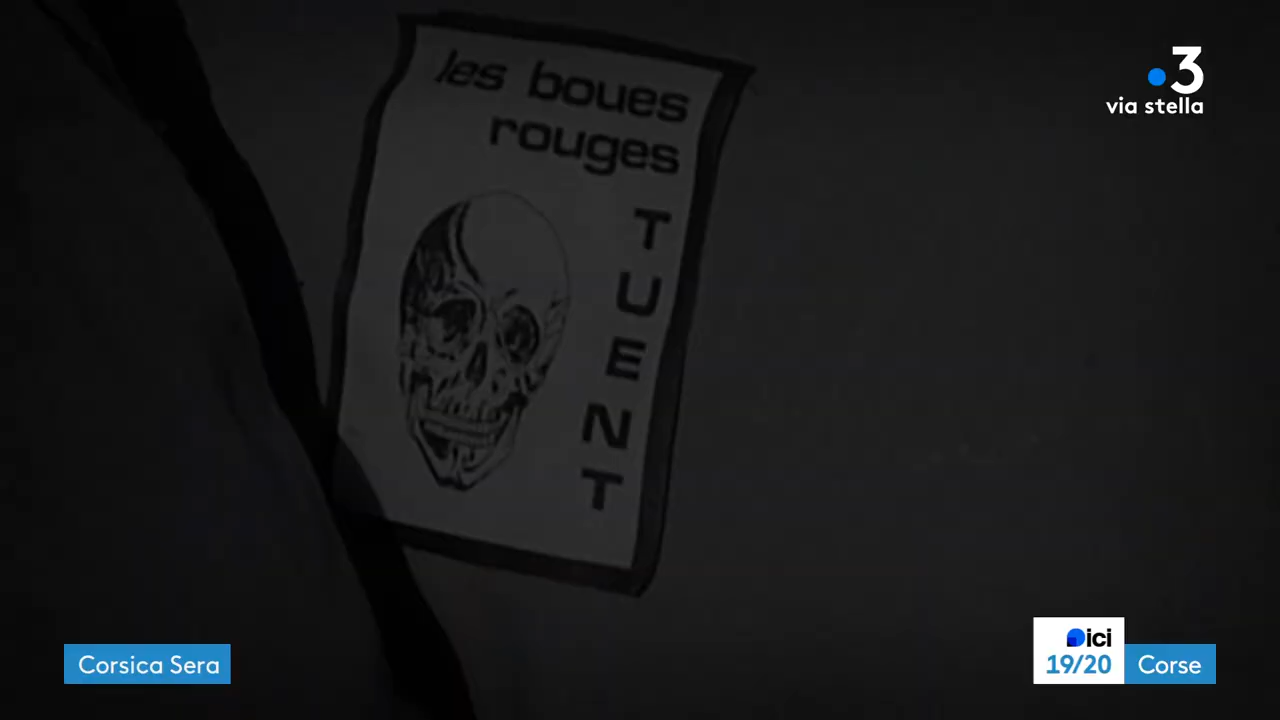 les boues
rouges
TUENT
3
via stella
Corsica Sera
ici
19/20
Corse